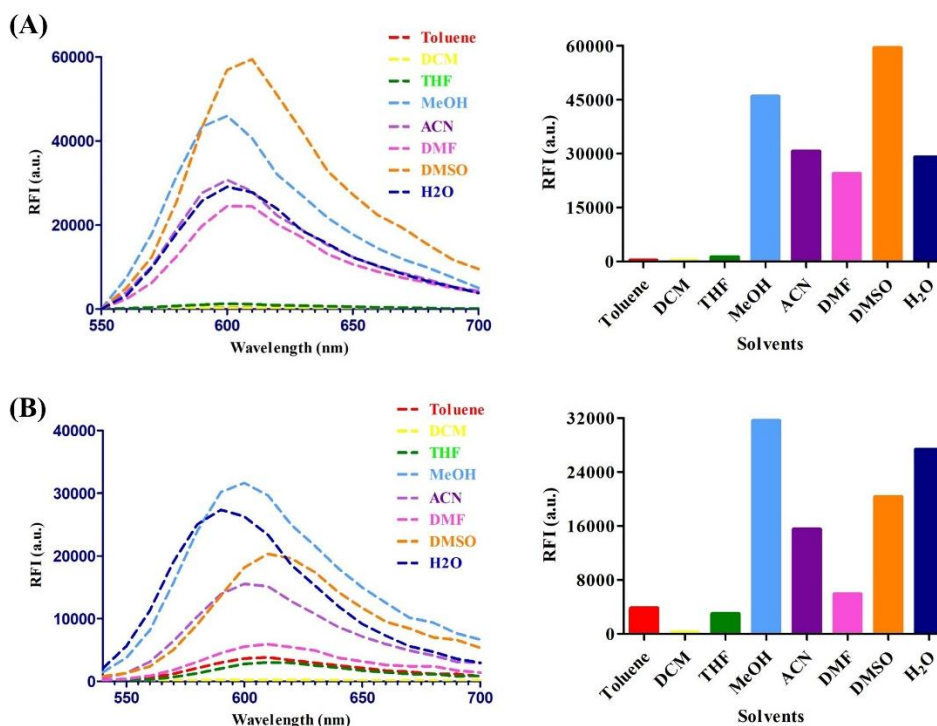 (A)
RFI (a.u.)
60000
40000
20000
0
550
600
650
700
Wavelength (nm)
Toluene
DCM
THF
MeOH
ACN
DMF
DMSO
H2O
RFI (a.u.)
60000
45000
30000
15000
0
Toluene
DCM
THF
MeOH
ACN
DMF
DMSO
H₂O
Solvents
(B)
RFI (a.u.)
40000
30000
20000
10000
0
550
600
650
700
Wavelength (nm)
Toluene
DCM
THF
MeOH
ACN
DMF
DMSO
H2O
RFI (a.u.)
32000
24000
16000
8000
0
Toluene
DCM
THF
MeOH
ACN
DMF
DMSO
H₂O
Solvents